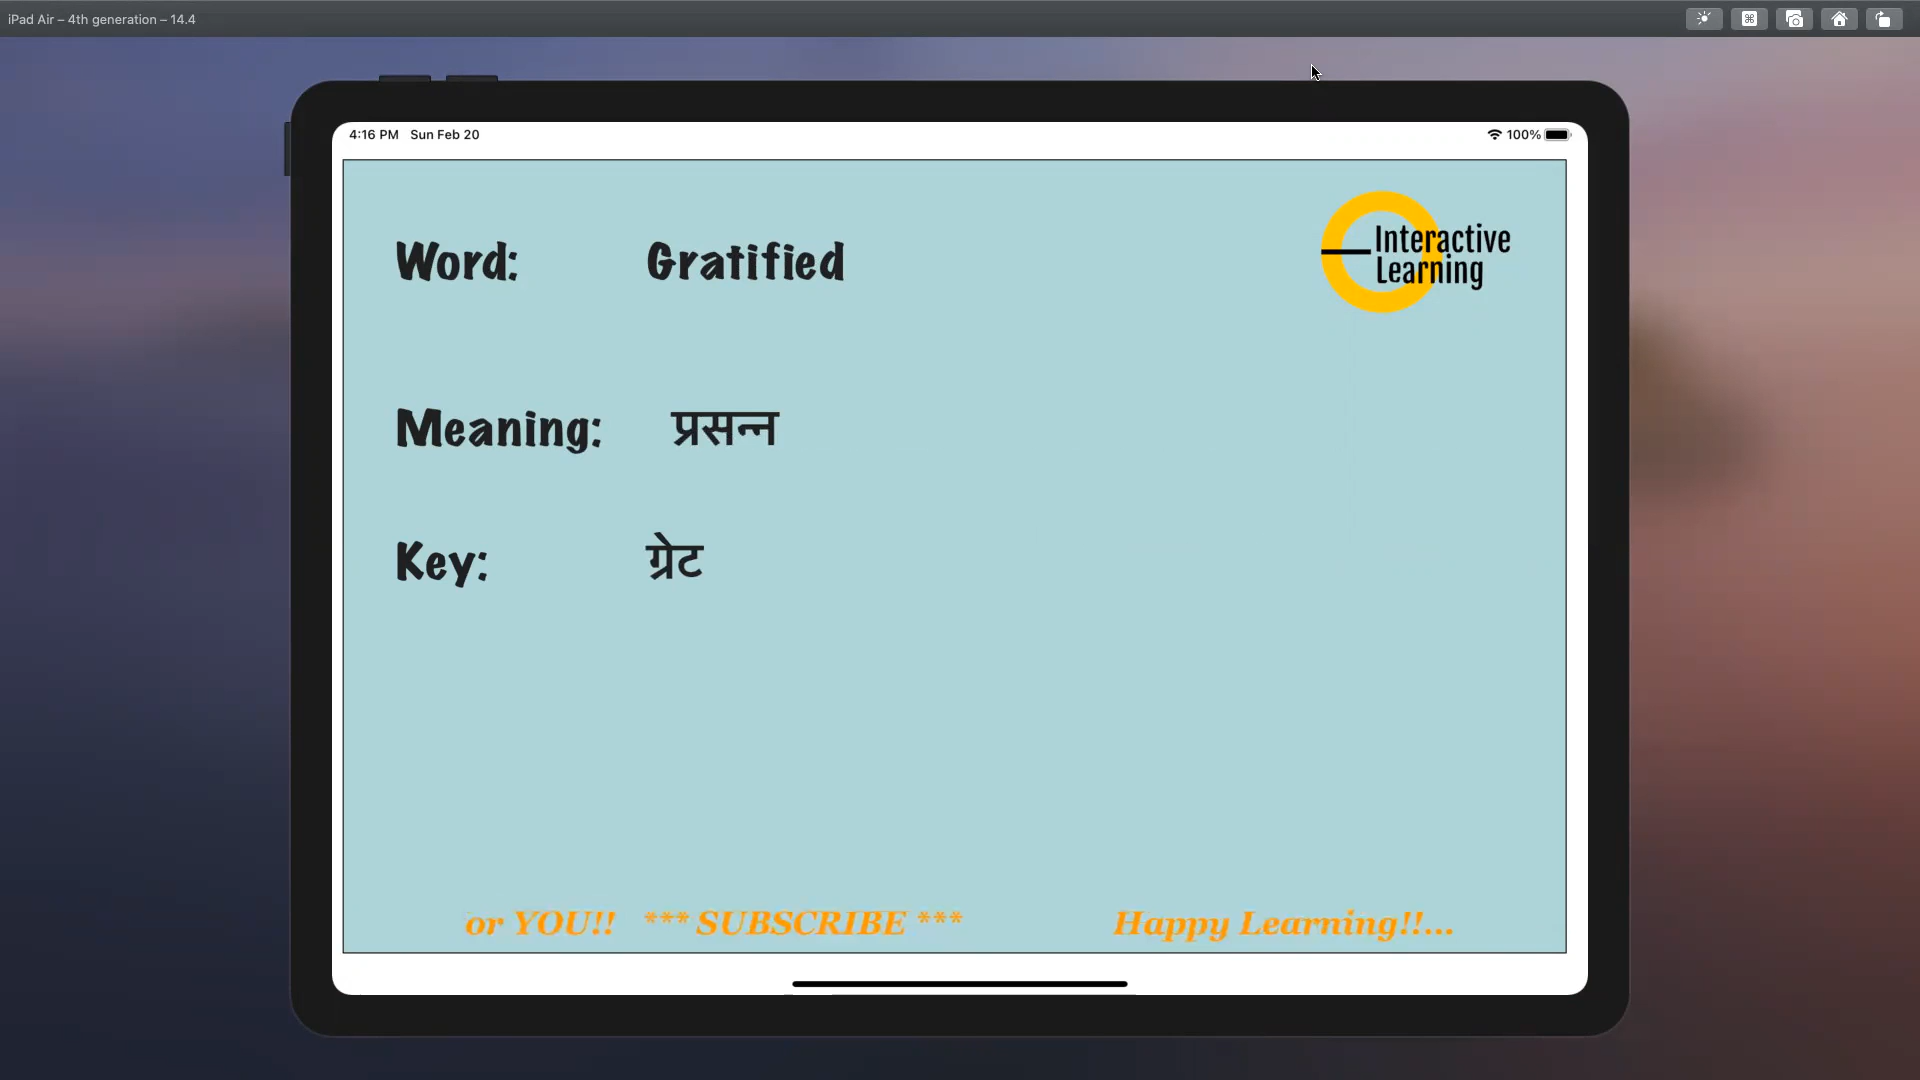 iPad Air – 4th generation – 14.4
4:16 PM Sun Feb 20
100%
Word: Gratified
Interactive
Learning
Meaning: प्रसन्न
Key: ग्रेट
or YOU!! *** SUBSCRIBE *** Happy Learning!!...